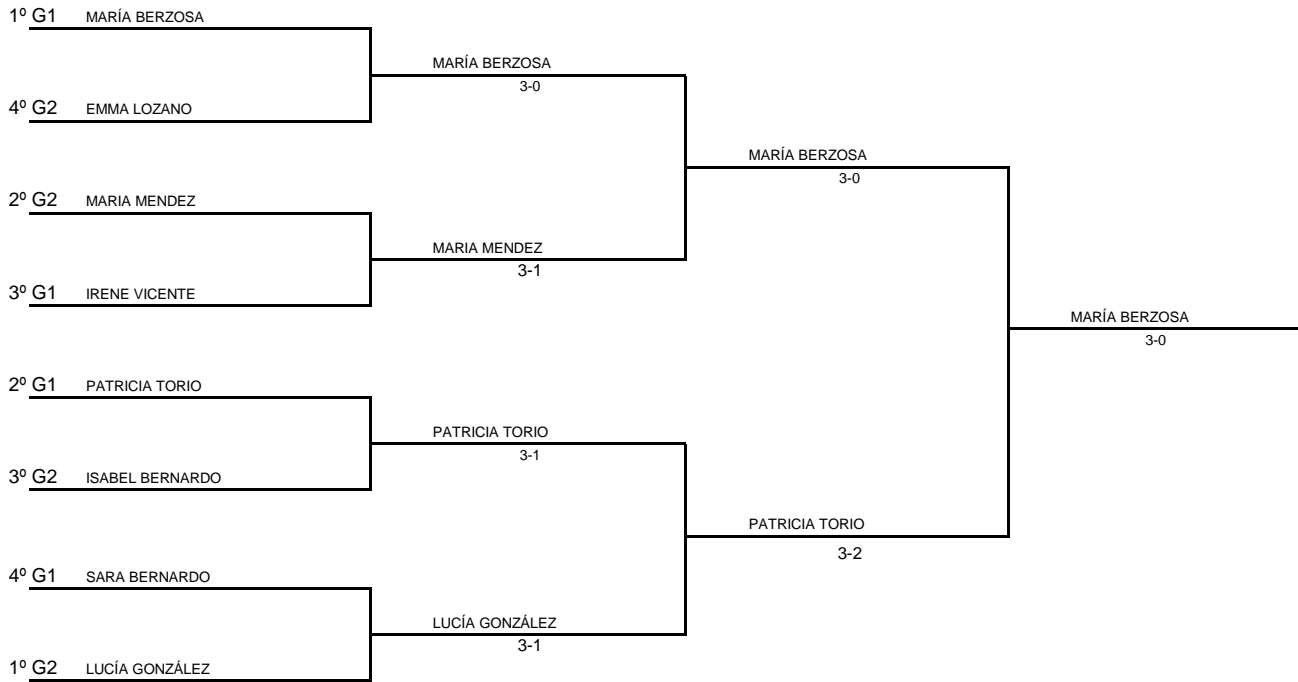 1º G1 MARÍA BERZOSA
MARÍA BERZOSA
3-0
4º G2 EMMA LOZANO
MARÍA BERZOSA
3-0
2º G2 MARIA MENDEZ
MARIA MENDEZ
3-1
3º G1 IRENE VICENTE
MARÍA BERZOSA
3-0
2º G1 PATRICIA TORIO
PATRICIA TORIO
3-1
3º G2 ISABEL BERNARDO
PATRICIA TORIO
3-2
4º G1 SARA BERNARDO
LUCÍA GONZÁLEZ
3-1
1º G2 LUCÍA GONZÁLEZ